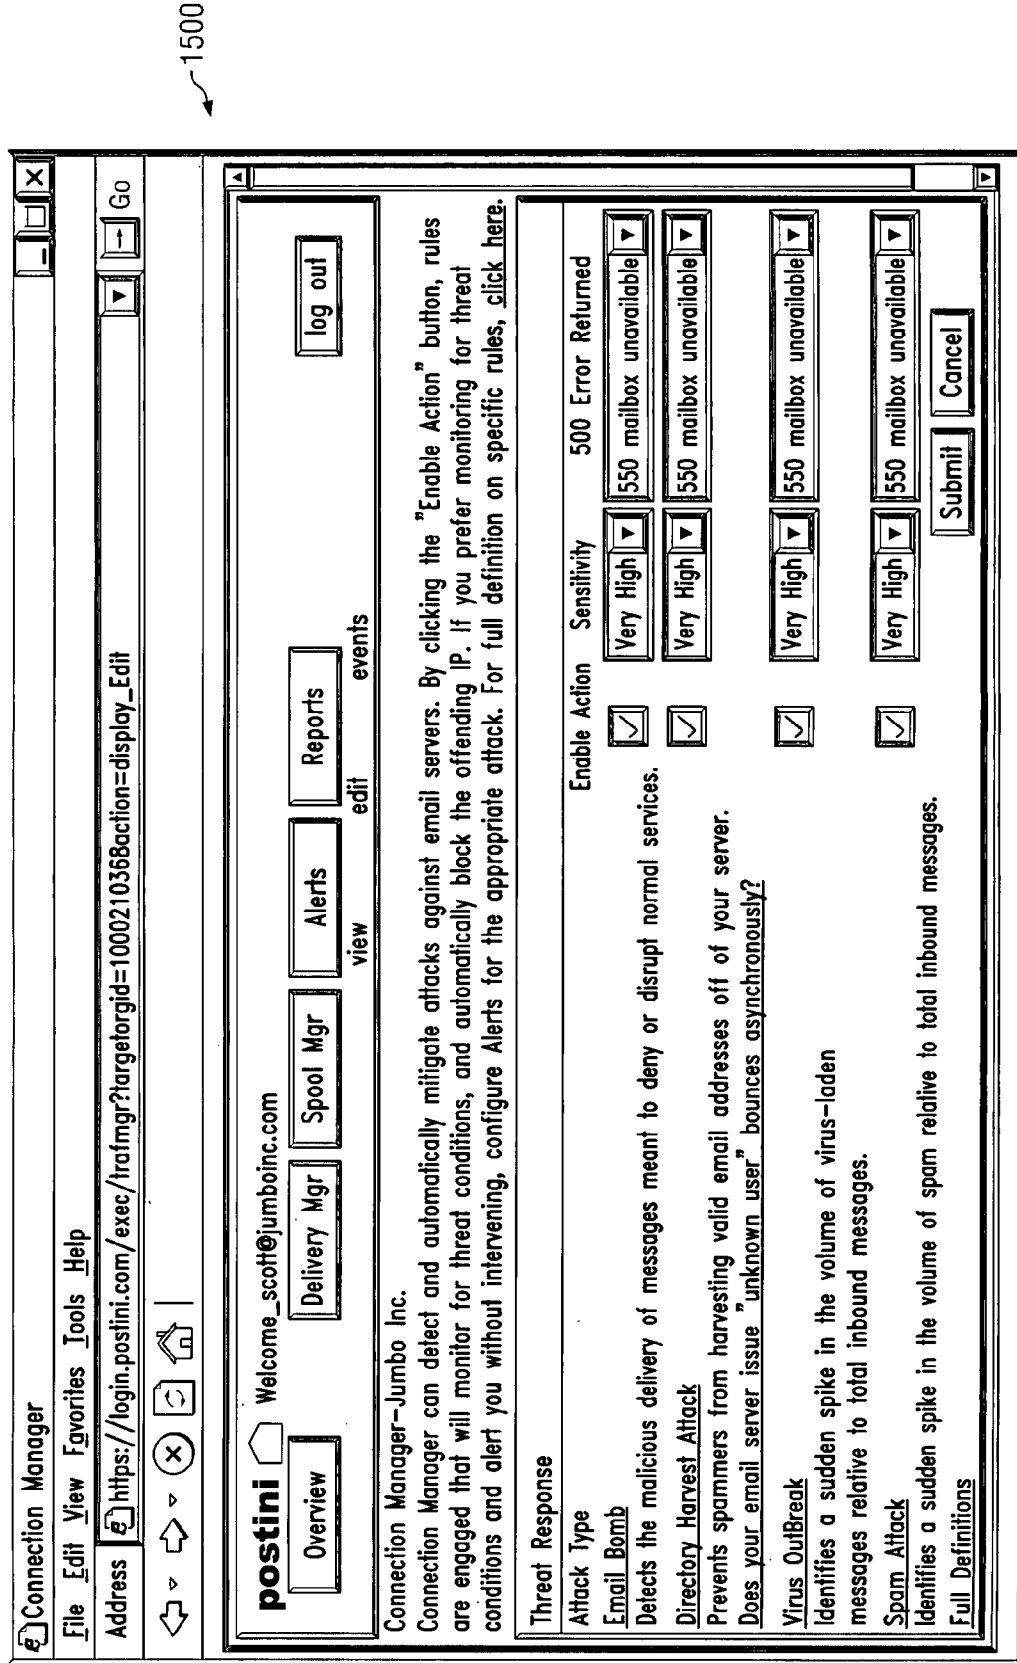 1500
Connection Manager
File Edit View Favorites Tools Help
Address https://login.postini.com/exec/trafmgr?targetorgid=100021036&action=display_Edit Go
postini Welcome_scott@jumboinc.com
Overview Delivery Mgr Spool Mgr Alerts Reports log out
view edit events
Connection Manager-Jumbo Inc.
Connection Manager can detect and automatically mitigate attacks against email servers. By clicking the "Enable Action" button, rules
are engaged that will monitor for threat conditions, and automatically block the offending IP. If you prefer monitoring for threat
conditions and alert you without intervening, configure Alerts for the appropriate attack. For full definition on specific rules, click here.
Threat Response
Attack Type Enable Action Sensitivity 500 Error Returned
Email Bomb Very High 550 mailbox unavailable
Detects the malicious delivery of messages meant to deny or disrupt normal services.
Directory Harvest Attack Very High 550 mailbox unavailable
Prevents spammers from harvesting valid email addresses off of your server.
Does your email server issue "unknown user" bounces asynchronously?
Virus OutBreak Very High 550 mailbox unavailable
Identifies a sudden spike in the volume of virus-laden
messages relative to total inbound messages.
Spam Attack Very High 550 mailbox unavailable
Identifies a sudden spike in the volume of spam relative to total inbound messages.
Full Definitions Submit Cancel